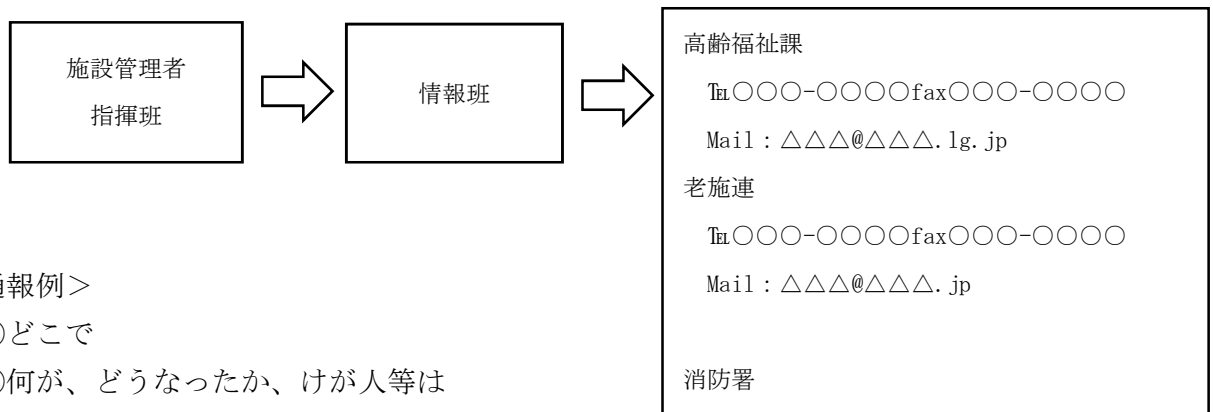 施設管理者
指揮班
情報班
高齢福祉課
℡○○○-○○○○fax○○○-○○○○
Mail：△△△@△△△.lg.jp
老施連
℡○○○-○○○○fax○○○-○○○○
Mail：△△△@△△△.jp
消防署
報例＞
どこで
何が、どうなったか、けが人等は